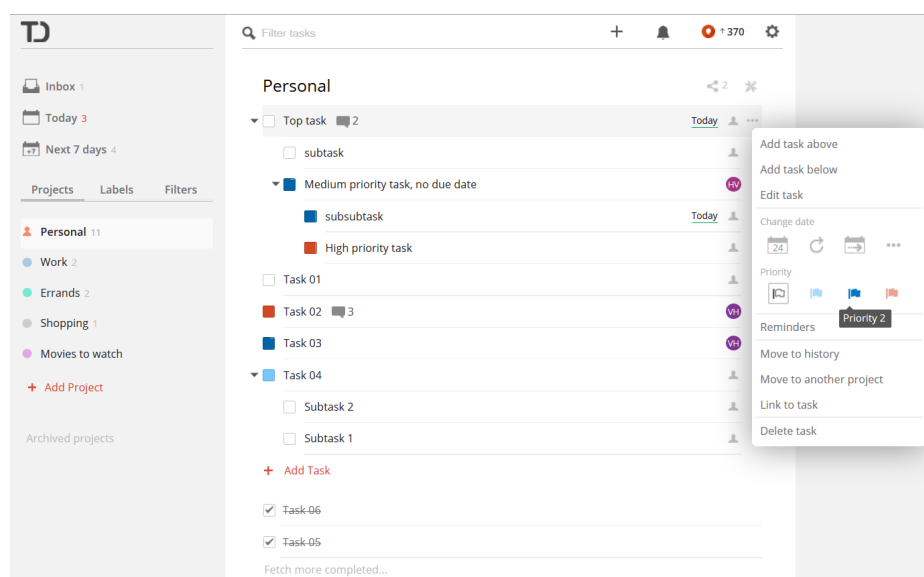 TD
Filter tasks
↑ 370
Inbox 1
Today 3
+7 Next 7 days 4
Projects Labels Filters
Personal 11
Work 2
Errands 2
Shopping 1
Movies to watch
+ Add Project
Archived projects
Personal 2
Top task 2 Today
subtask
Medium priority task, no due date HV
subsubtask Today
High priority task
Task 01
Task 02 3 VH
Task 03 VH
Task 04
Subtask 2
Subtask 1
+ Add Task
Task 06
Task 05
Fetch more completed...
Add task above
Add task below
Edit task
Change date
24
Priority
Priority 2
Reminders
Move to history
Move to another project
Link to task
Delete task